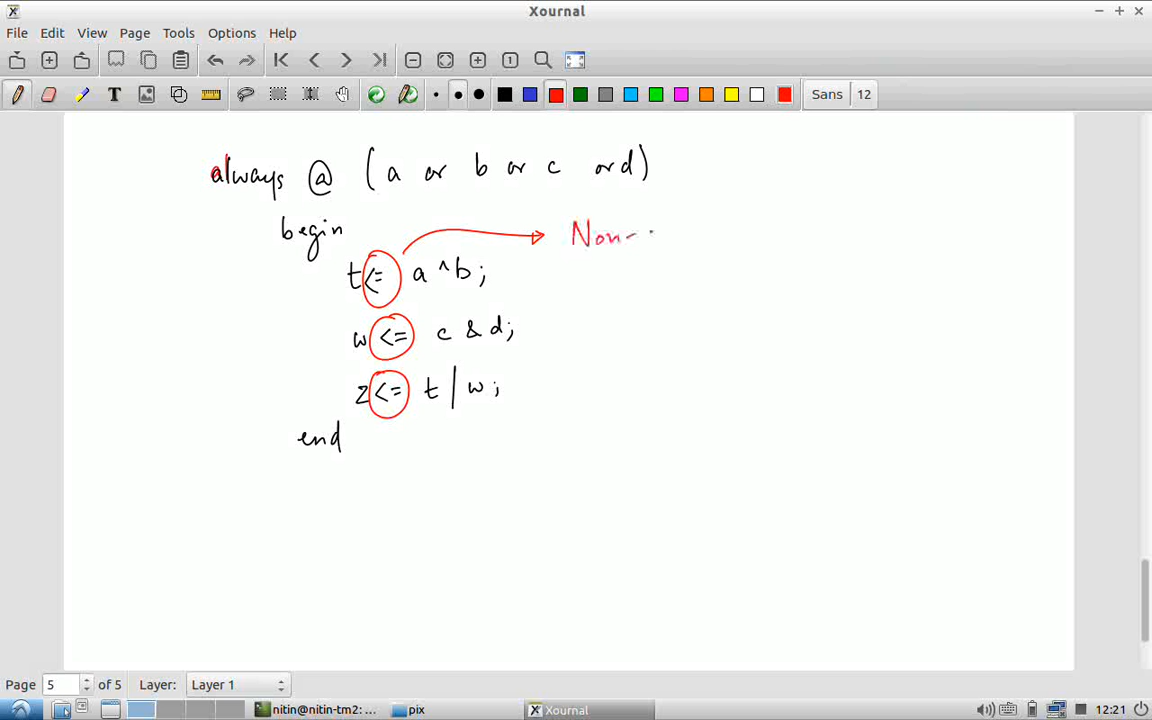 Xournal
File Edit View Page Tools Options Help
Sans 12
always @ (a or b or c or d)
begin
Non-
t <= a ^ b;
w <= c & d;
z <= t | w;
end
Page 5 of 5 Layer: Layer 1
nitin@nitin-tm2: ... pix Xournal 12:21